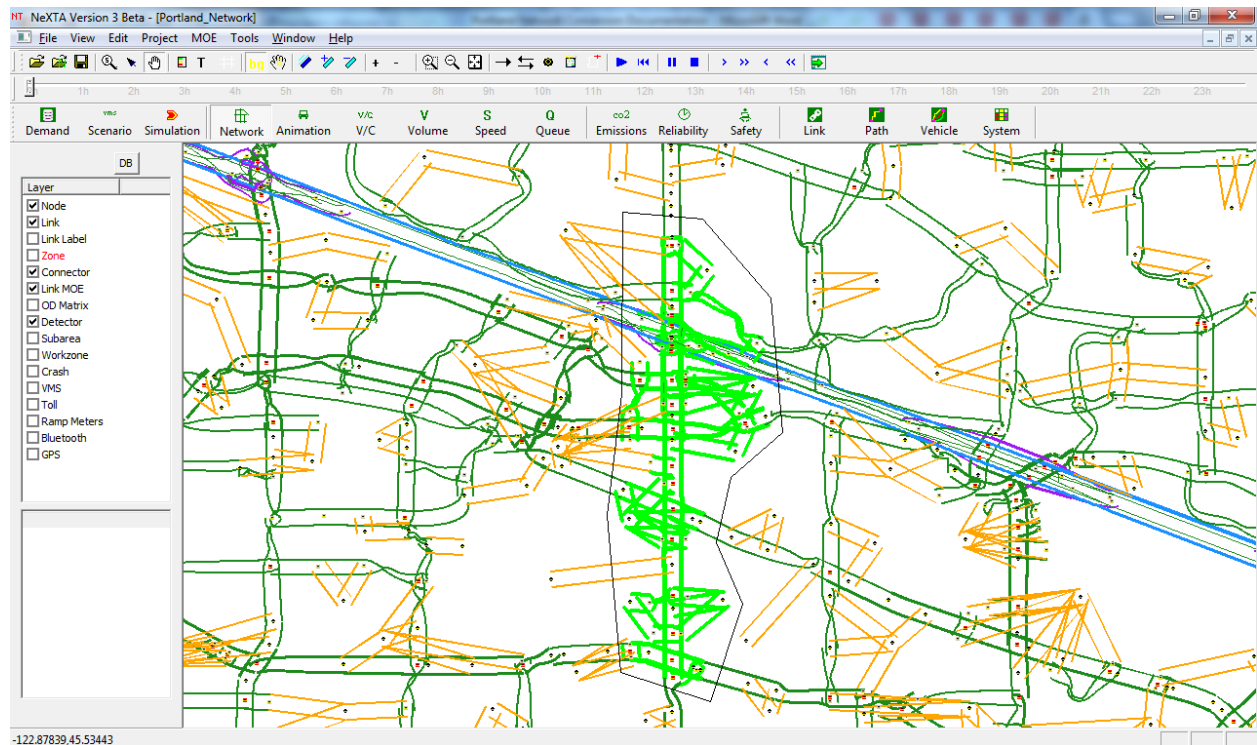 NeXTA Version 3 Beta - [Portland_Network]
File View Edit Project MOE Tools Window Help
1h 2h 3h 4h 5h 6h 7h 8h 9h 10h 11h 12h 13h 14h 15h 16h 17h 18h 19h 20h 21h 22h 23h
vms V/C V S Q co2
Demand Scenario Simulation Network Animation V/C Volume Speed Queue Emissions Reliability Safety Link Path Vehicle System
DB
Layer
Node
Link
Link Label
Zone
Connector
Link MOE
OD Matrix
Detector
Subarea
Workzone
Crash
VMS
Toll
Ramp Meters
Bluetooth
GPS
-122.87839,45.53443